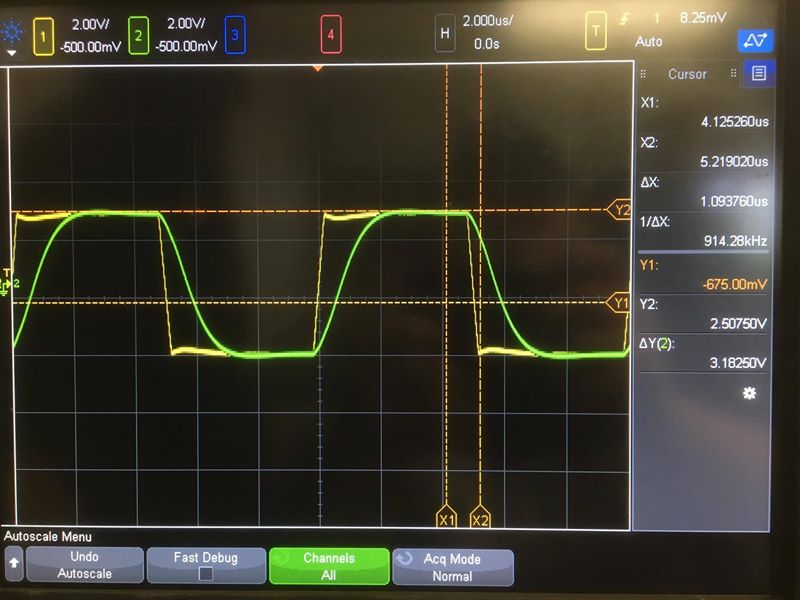 1 2.00V/ -500.00mV 2 2.00V/ -500.00mV 3 4 H 2.000us/ 0.0s T 1 8.25mV Auto
Cursor
X1:
4.125260us
X2:
5.219020us
ΔX:
1.093760us
1/ΔX:
914.28kHz
Y1:
-675.00mV
Y2:
2.50750V
ΔY(2):
3.18250V
Y2
T
2
Y1
X1 X2
Autoscale Menu
Undo Autoscale
Fast Debug
Channels All
Acq Mode Normal